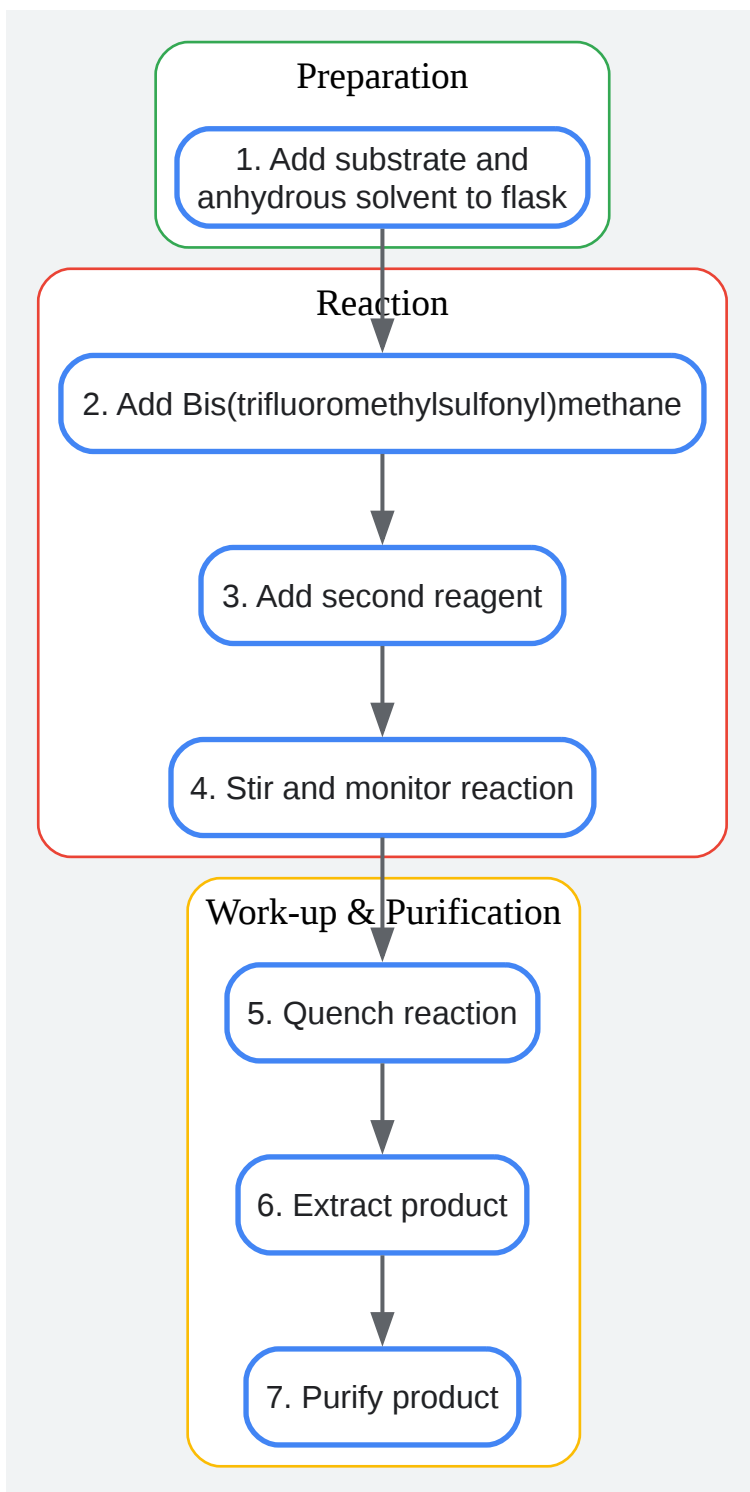 Preparation
1. Add substrate and
anhydrous solvent to flask
Reaction
2. Add Bis(trifluoromethylsulfonyl)methane
3. Add second reagent
4. Stir and monitor reaction
Work-up & Purification
5. Quench reaction
6. Extract product
7. Purify product